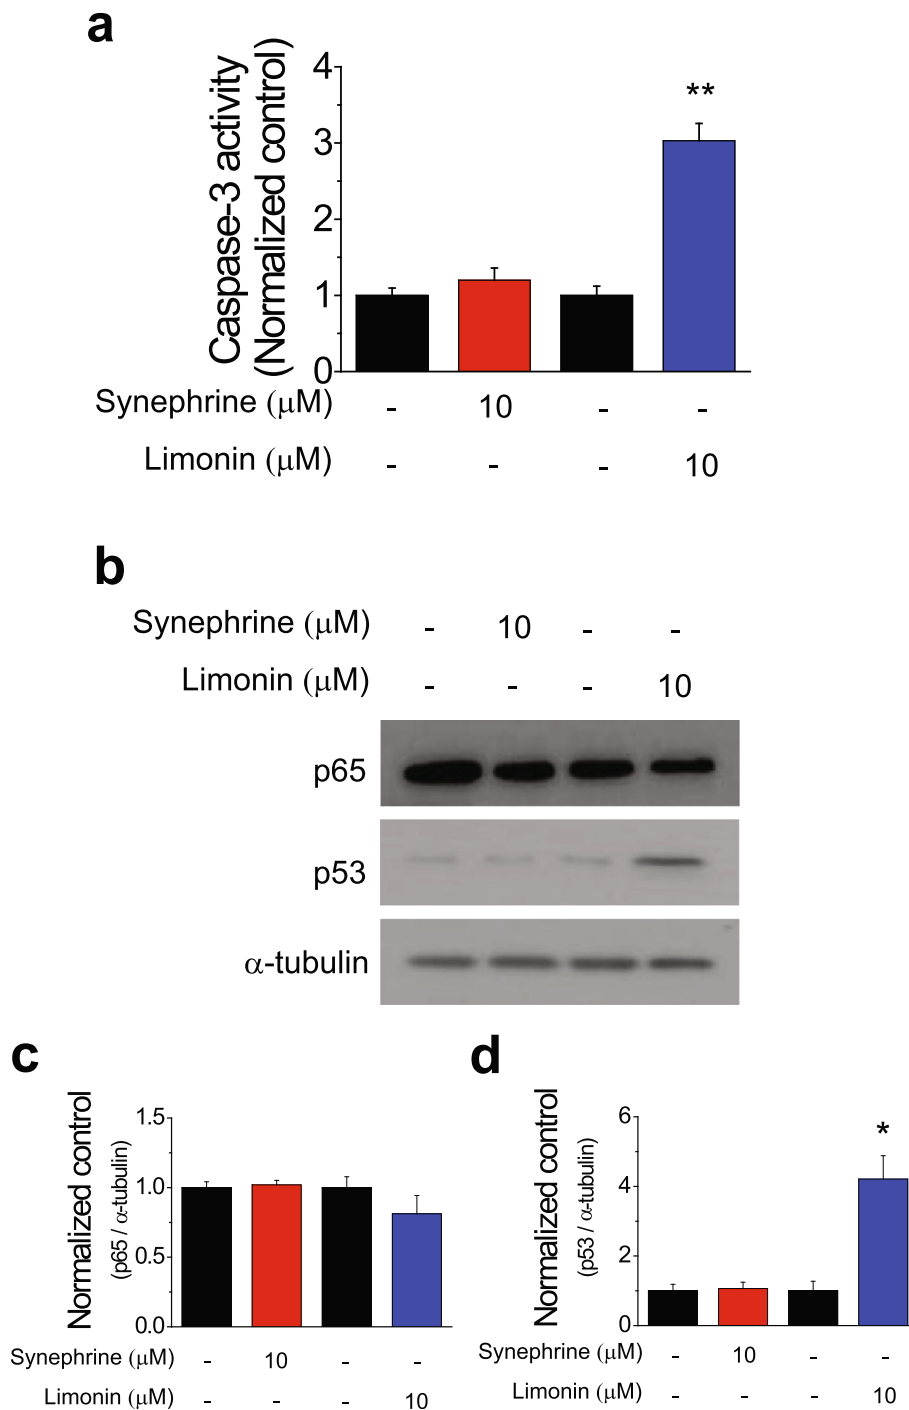 a
Caspase-3 activity
(Normalized control)
4
3
2
1
0
**
Synephrine (μM) - 10 - -
Limonin (μM) - - - 10
b
Synephrine (μM) - 10 - -
Limonin (μM) - - - 10
p65
p53
α-tubulin
c
Normalized control
(p65 / α-tubulin)
1.5
1.0
0.5
0.0
Synephrine (μM) - 10 - -
Limonin (μM) - - - 10
d
Normalized control
(p53 / α-tubulin)
6
4
2
0
*
Synephrine (μM) - 10 - -
Limonin (μM) - - - 10